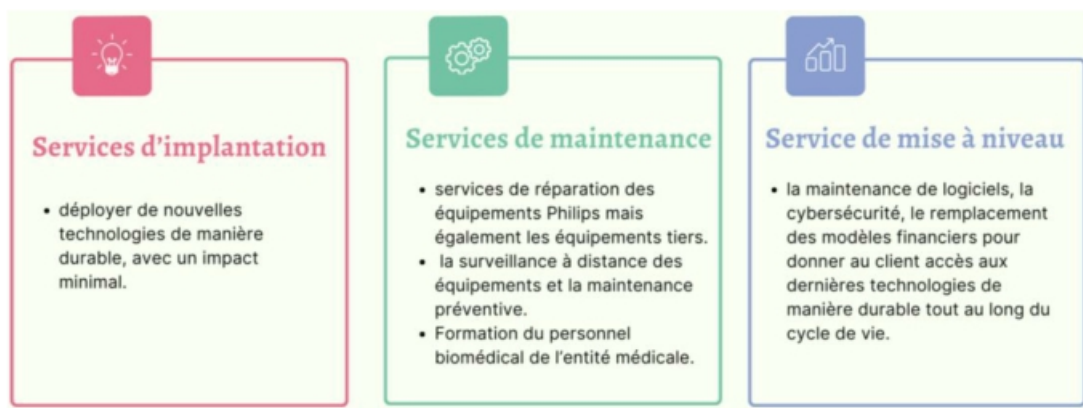 Services d'implantation
• déployer de nouvelles
technologies de manière
durable, avec un impact
minimal.
Services de maintenance
• services de réparation des
équipements Philips mais
également les équipements tiers.
• la surveillance à distance des
équipements et la maintenance
préventive.
• Formation du personnel
biomédical de l'entité médicale.
Service de mise à niveau
• la maintenance de logiciels, la
cybersécurité, le remplacement
des modèles financiers pour
donner au client accès aux
dernières technologies de
manière durable tout au long du
cycle de vie.